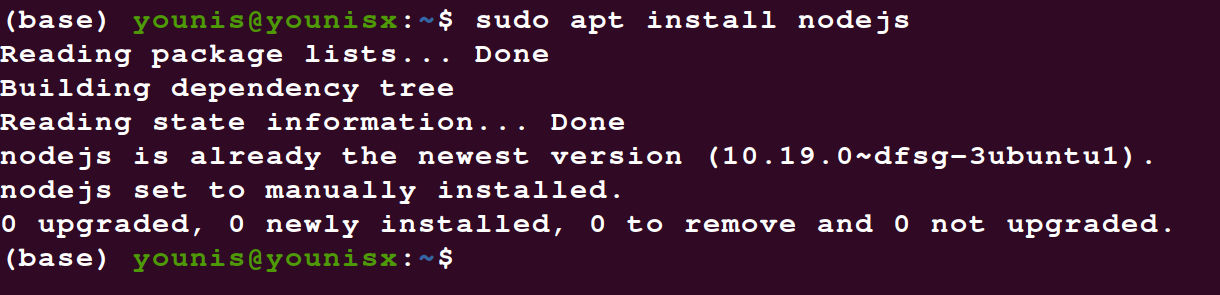 (base) younis@younisx:~$ sudo apt install nodejs
Reading package lists... Done
Building dependency tree
Reading state information... Done
nodejs is already the newest version (10.19.0~dfsg-3ubuntu1).
nodejs set to manually installed.
0 upgraded, 0 newly installed, 0 to remove and 0 not upgraded.
(base) younis@younisx:~$